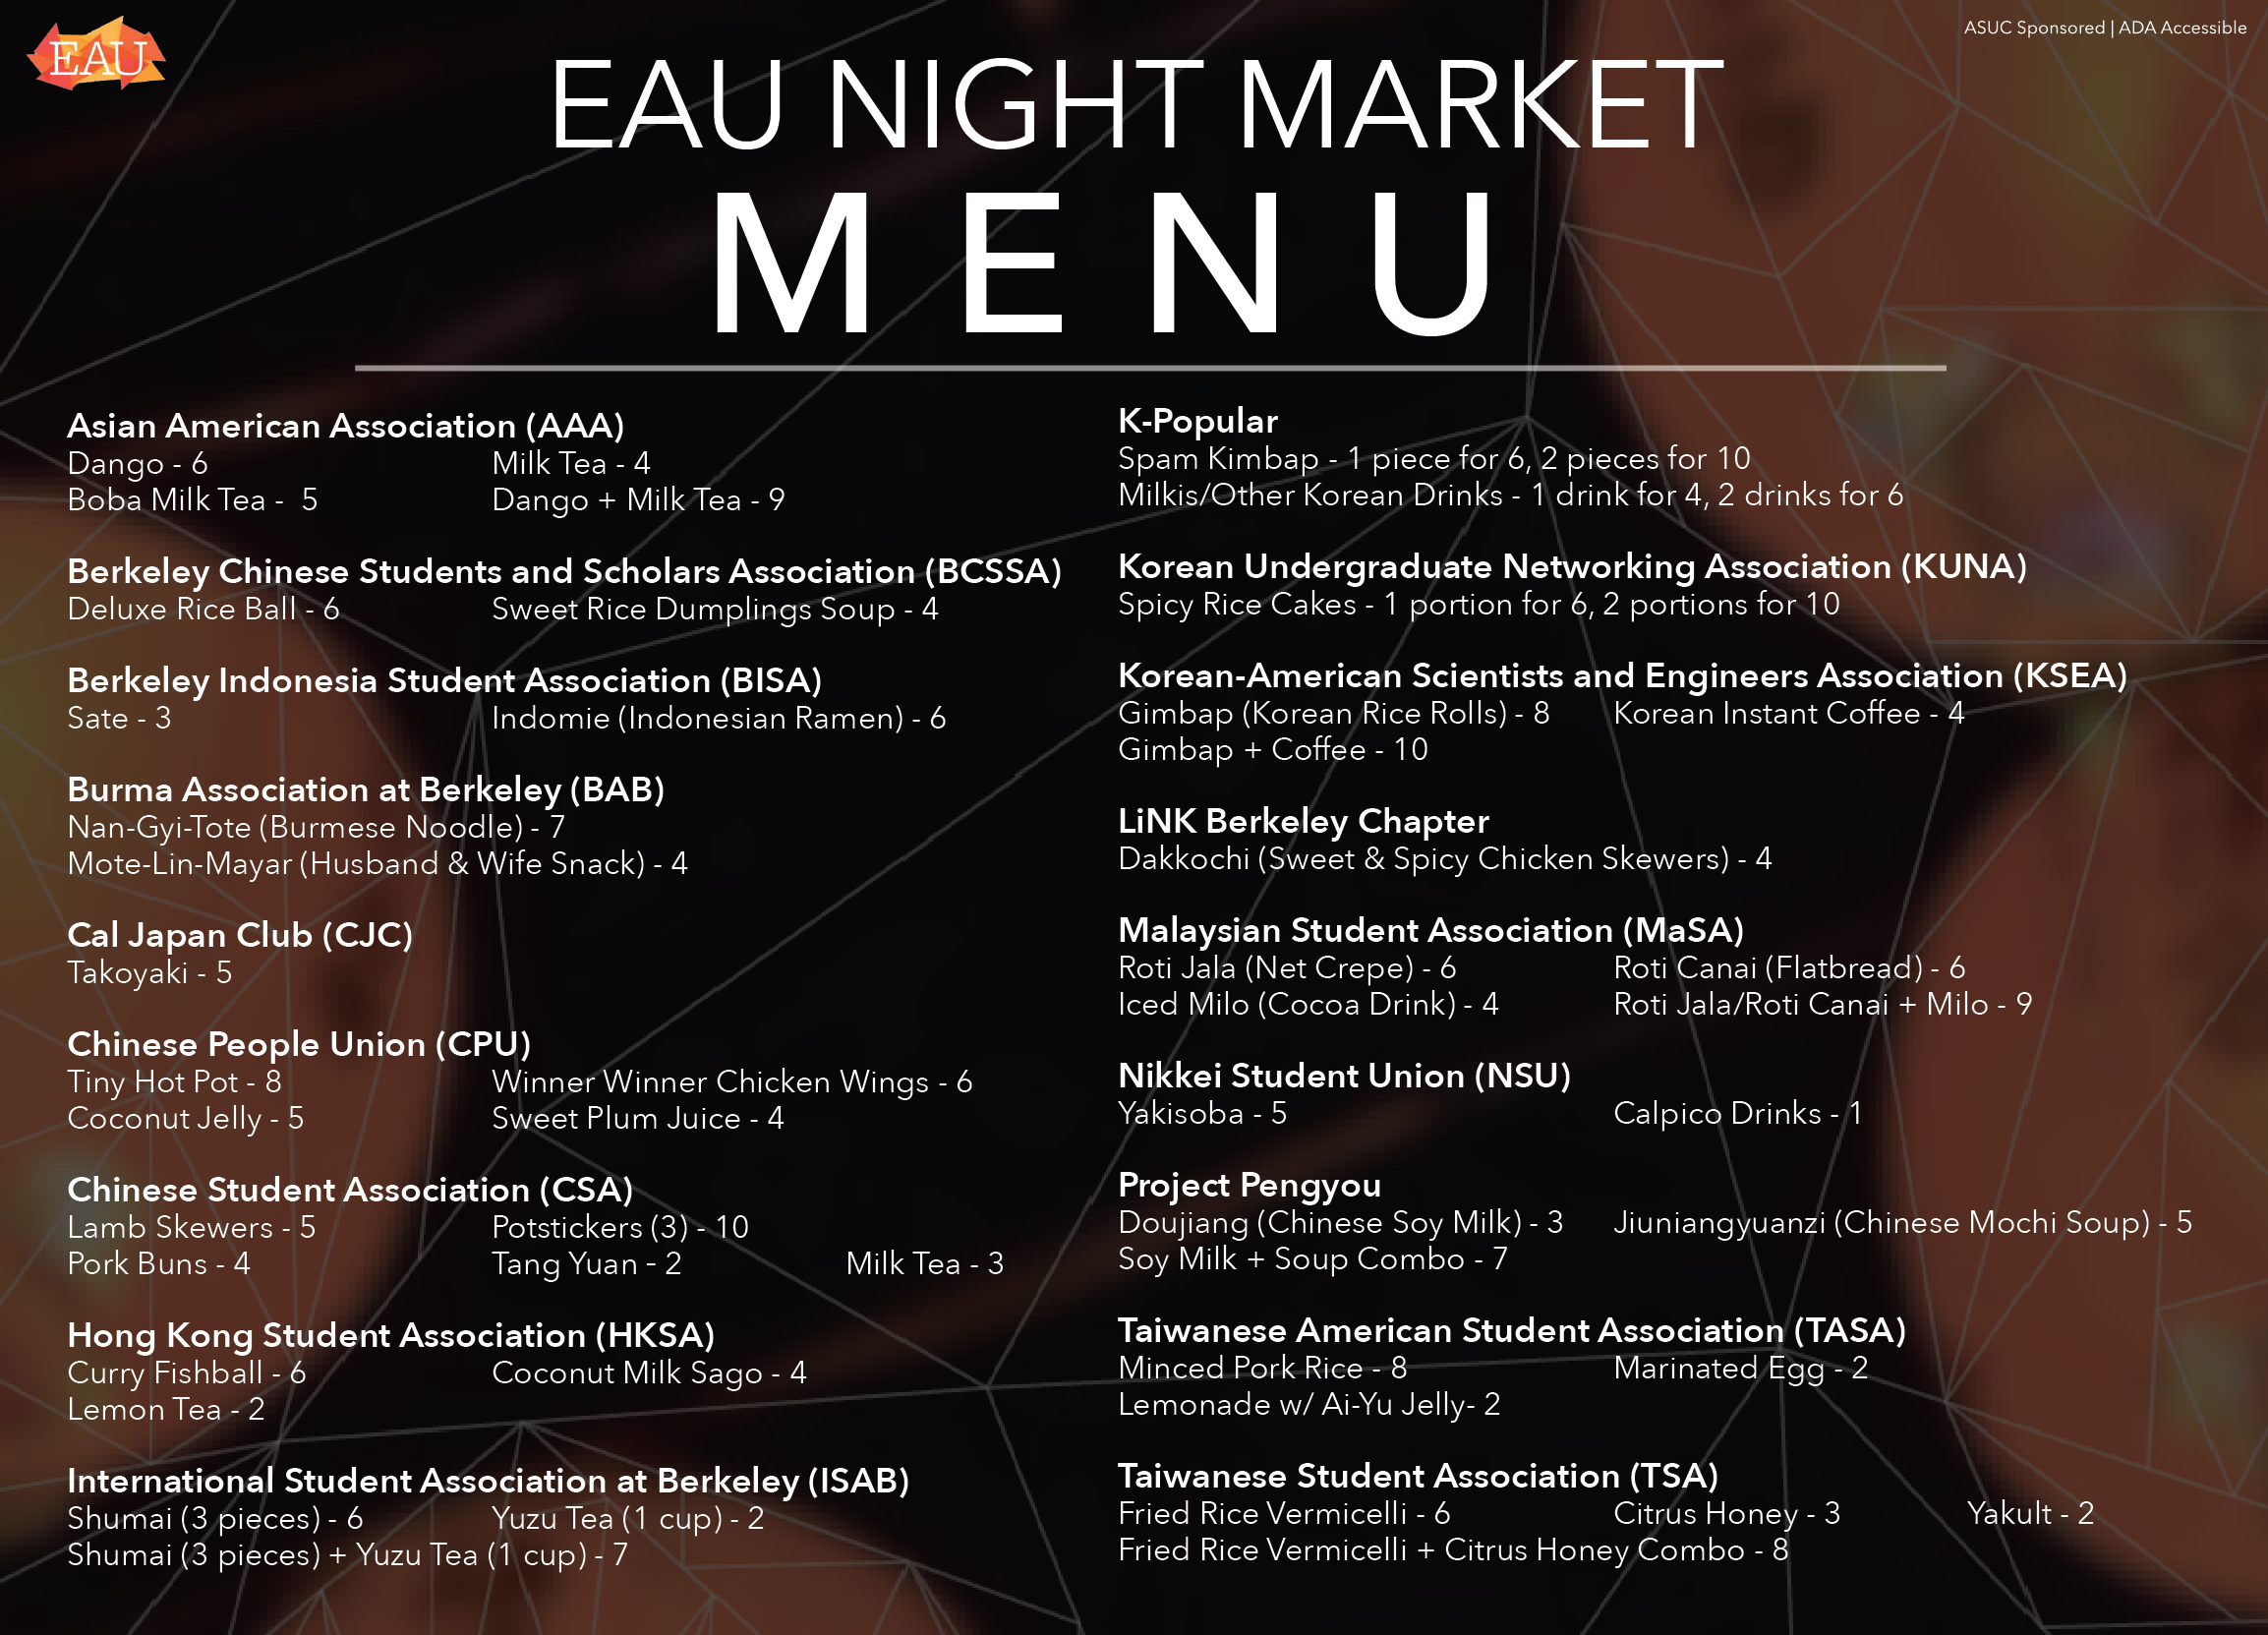 EAU
ASUC Sponsored | ADA Accessible
EAU NIGHT MARKET
MENU
Asian American Association (AAA)
Dango - 6 Milk Tea - 4
Boba Milk Tea - 5 Dango + Milk Tea - 9
Berkeley Chinese Students and Scholars Association (BCSSA)
Deluxe Rice Ball - 6 Sweet Rice Dumplings Soup - 4
Berkeley Indonesia Student Association (BISA)
Sate - 3 Indomie (Indonesian Ramen) - 6
Burma Association at Berkeley (BAB)
Nan-Gyi-Tote (Burmese Noodle) - 7
Mote-Lin-Mayar (Husband & Wife Snack) - 4
Cal Japan Club (CJC)
Takoyaki - 5
Chinese People Union (CPU)
Tiny Hot Pot - 8 Winner Winner Chicken Wings - 6
Coconut Jelly - 5 Sweet Plum Juice - 4
Chinese Student Association (CSA)
Lamb Skewers - 5 Potstickers (3) - 10
Pork Buns - 4 Tang Yuan - 2 Milk Tea - 3
Hong Kong Student Association (HKSA)
Curry Fishball - 6 Coconut Milk Sago - 4
Lemon Tea - 2
International Student Association at Berkeley (ISAB)
Shumai (3 pieces) - 6 Yuzu Tea (1 cup) - 2
Shumai (3 pieces) + Yuzu Tea (1 cup) - 7
K-Popular
Spam Kimbap - 1 piece for 6, 2 pieces for 10
Milkis/Other Korean Drinks - 1 drink for 4, 2 drinks for 6
Korean Undergraduate Networking Association (KUNA)
Spicy Rice Cakes - 1 portion for 6, 2 portions for 10
Korean-American Scientists and Engineers Association (KSEA)
Gimbap (Korean Rice Rolls) - 8 Korean Instant Coffee - 4
Gimbap + Coffee - 10
LiNK Berkeley Chapter
Dakkochi (Sweet & Spicy Chicken Skewers) - 4
Malaysian Student Association (MaSA)
Roti Jala (Net Crepe) - 6 Roti Canai (Flatbread) - 6
Iced Milo (Cocoa Drink) - 4 Roti Jala/Roti Canai + Milo - 9
Nikkei Student Union (NSU)
Yakisoba - 5 Calpico Drinks - 1
Project Pengyou
Doujiang (Chinese Soy Milk) - 3 Jiuniangyuanzi (Chinese Mochi Soup) - 5
Soy Milk + Soup Combo - 7
Taiwanese American Student Association (TASA)
Minced Pork Rice - 8 Marinated Egg - 2
Lemonade w/ Ai-Yu Jelly- 2
Taiwanese Student Association (TSA)
Fried Rice Vermicelli - 6 Citrus Honey - 3 Yakult - 2
Fried Rice Vermicelli + Citrus Honey Combo - 8